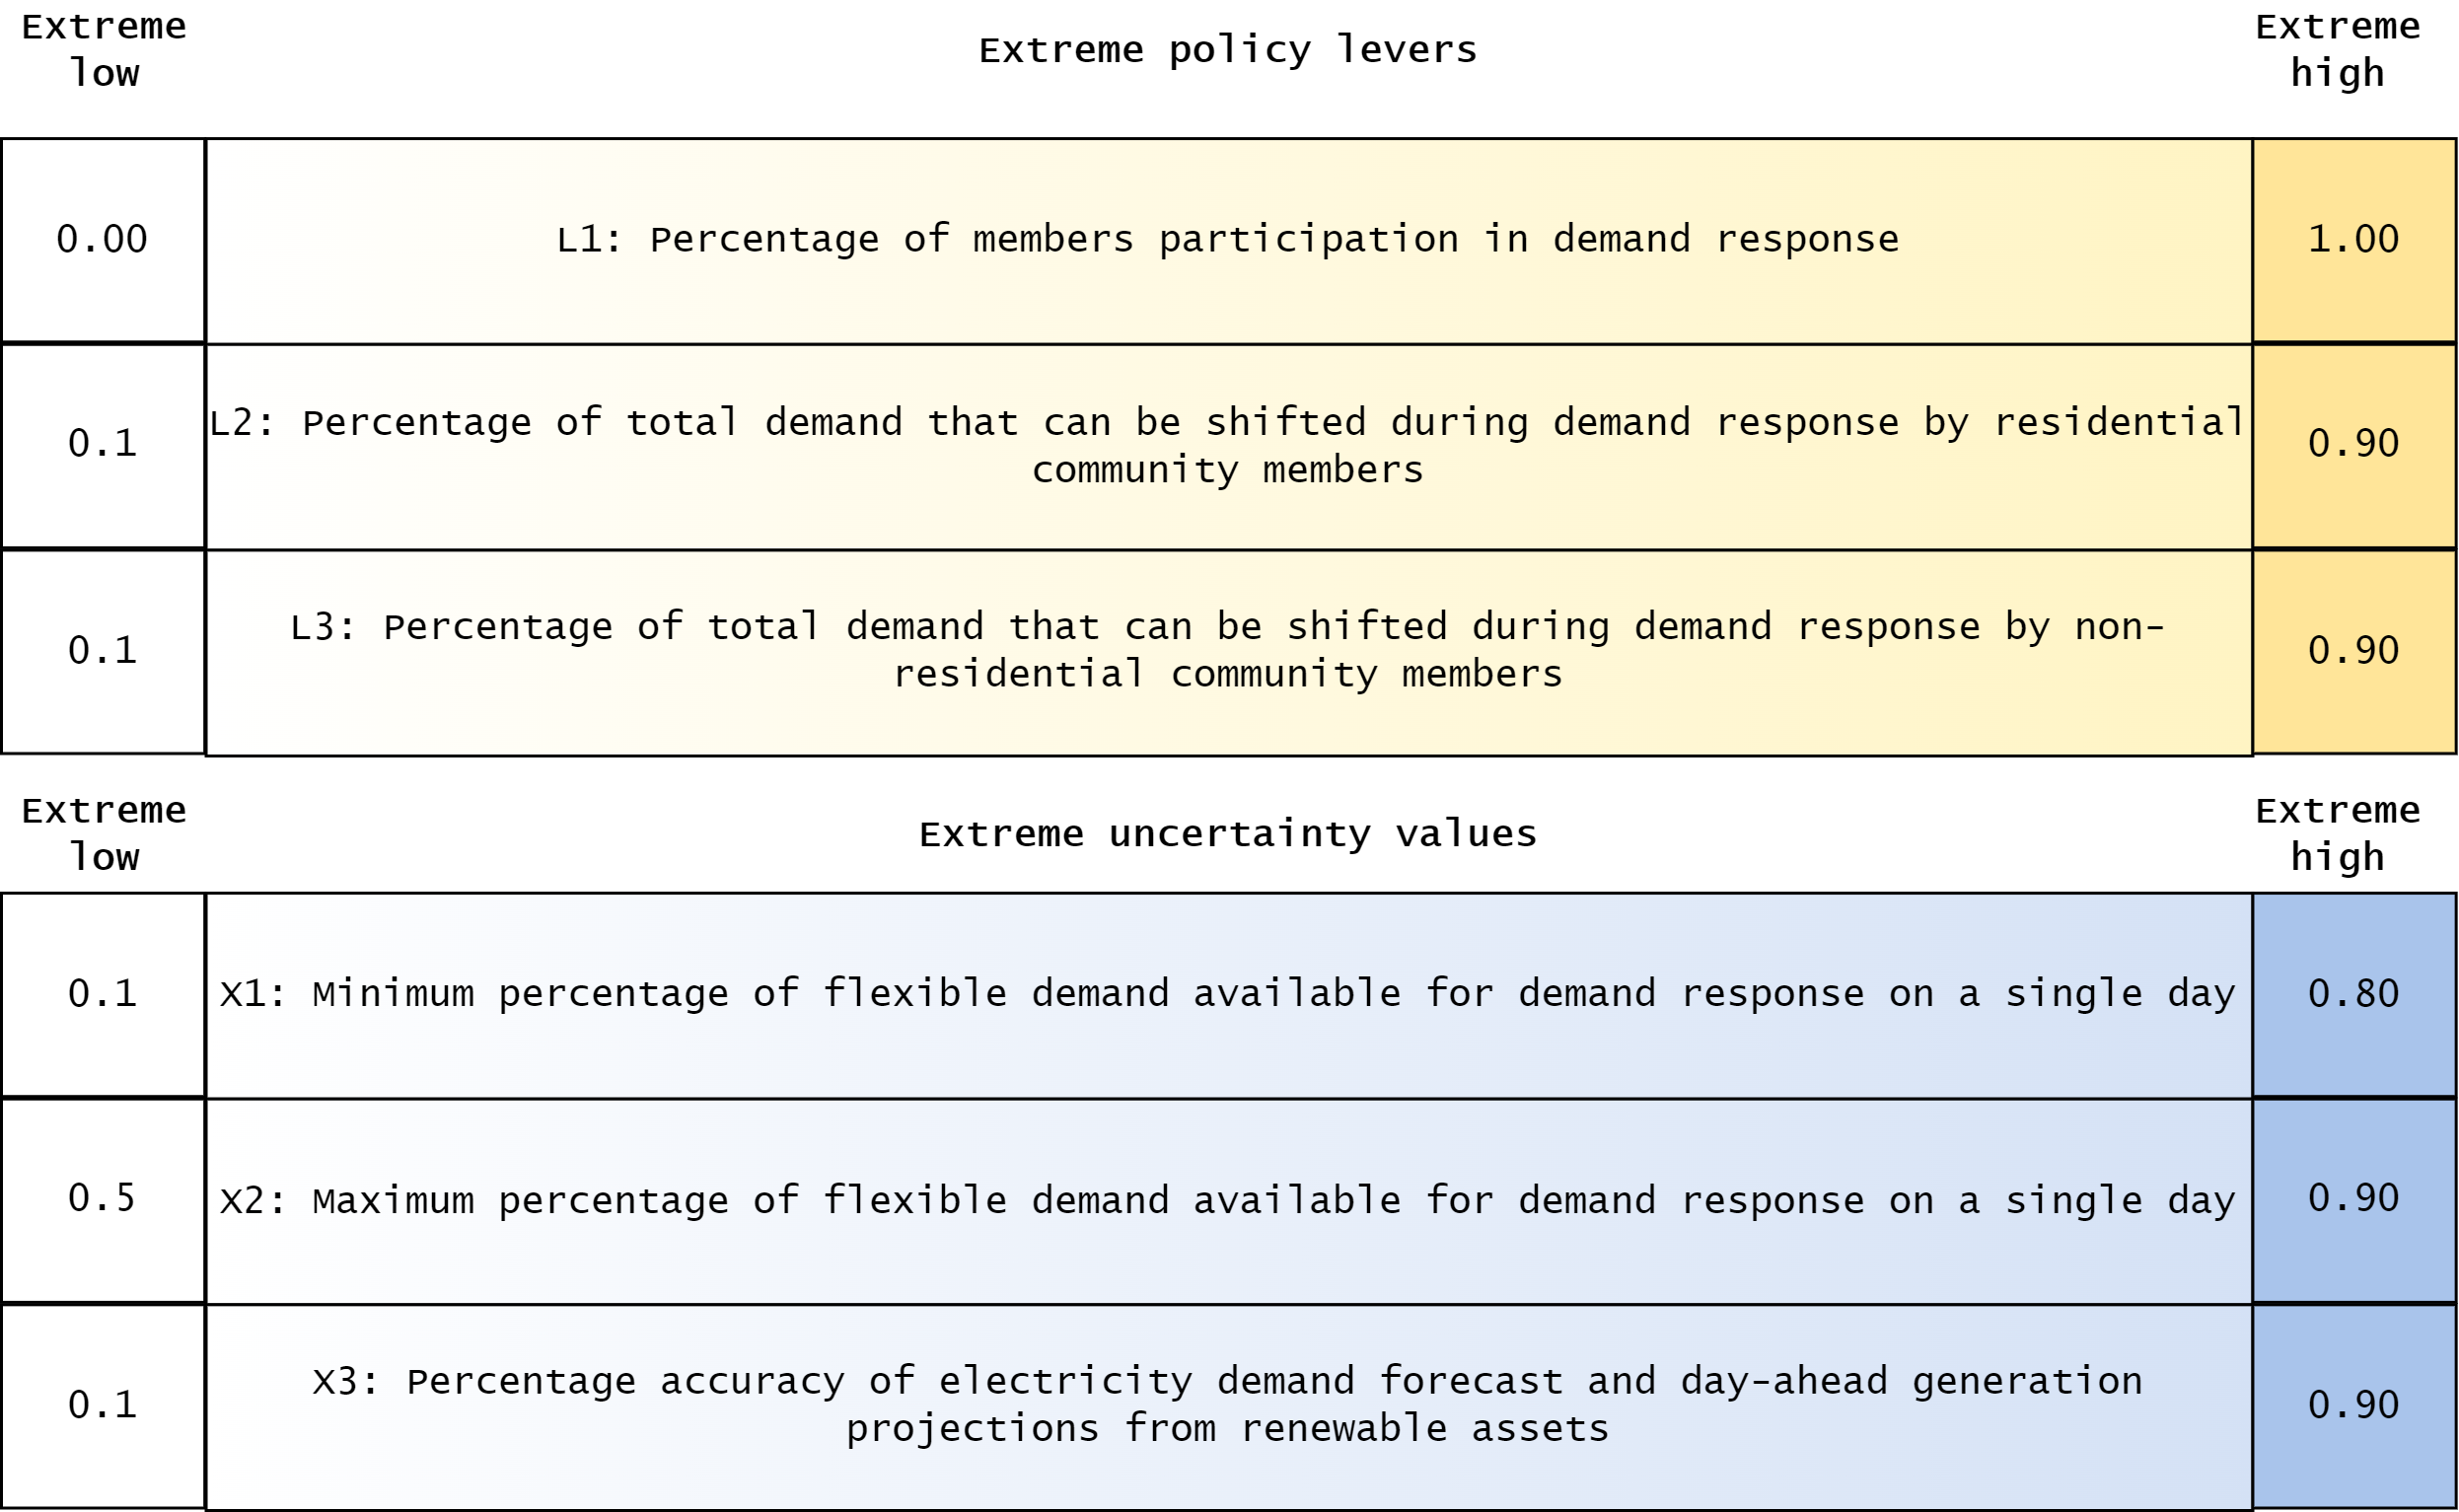 Extreme
low
Extreme policy levers
Extreme
high
0.00
L1: Percentage of members participation in demand response
1.00
0.1
L2: Percentage of total demand that can be shifted during demand response by residential
community members
0.90
0.1
L3: Percentage of total demand that can be shifted during demand response by non-
residential community members
0.90
Extreme
low
Extreme uncertainty values
Extreme
high
0.1
X1: Minimum percentage of flexible demand available for demand response on a single day
0.80
0.5
X2: Maximum percentage of flexible demand available for demand response on a single day
0.90
0.1
X3: Percentage accuracy of electricity demand forecast and day-ahead generation
projections from renewable assets
0.90